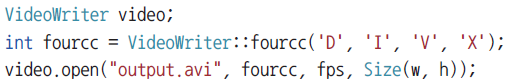 VideoWriter video;
int fourcc = VideoWriter::fourcc('D', 'I', 'V', 'X');
video.open("output.avi", fourcc, fps, Size(w, h));